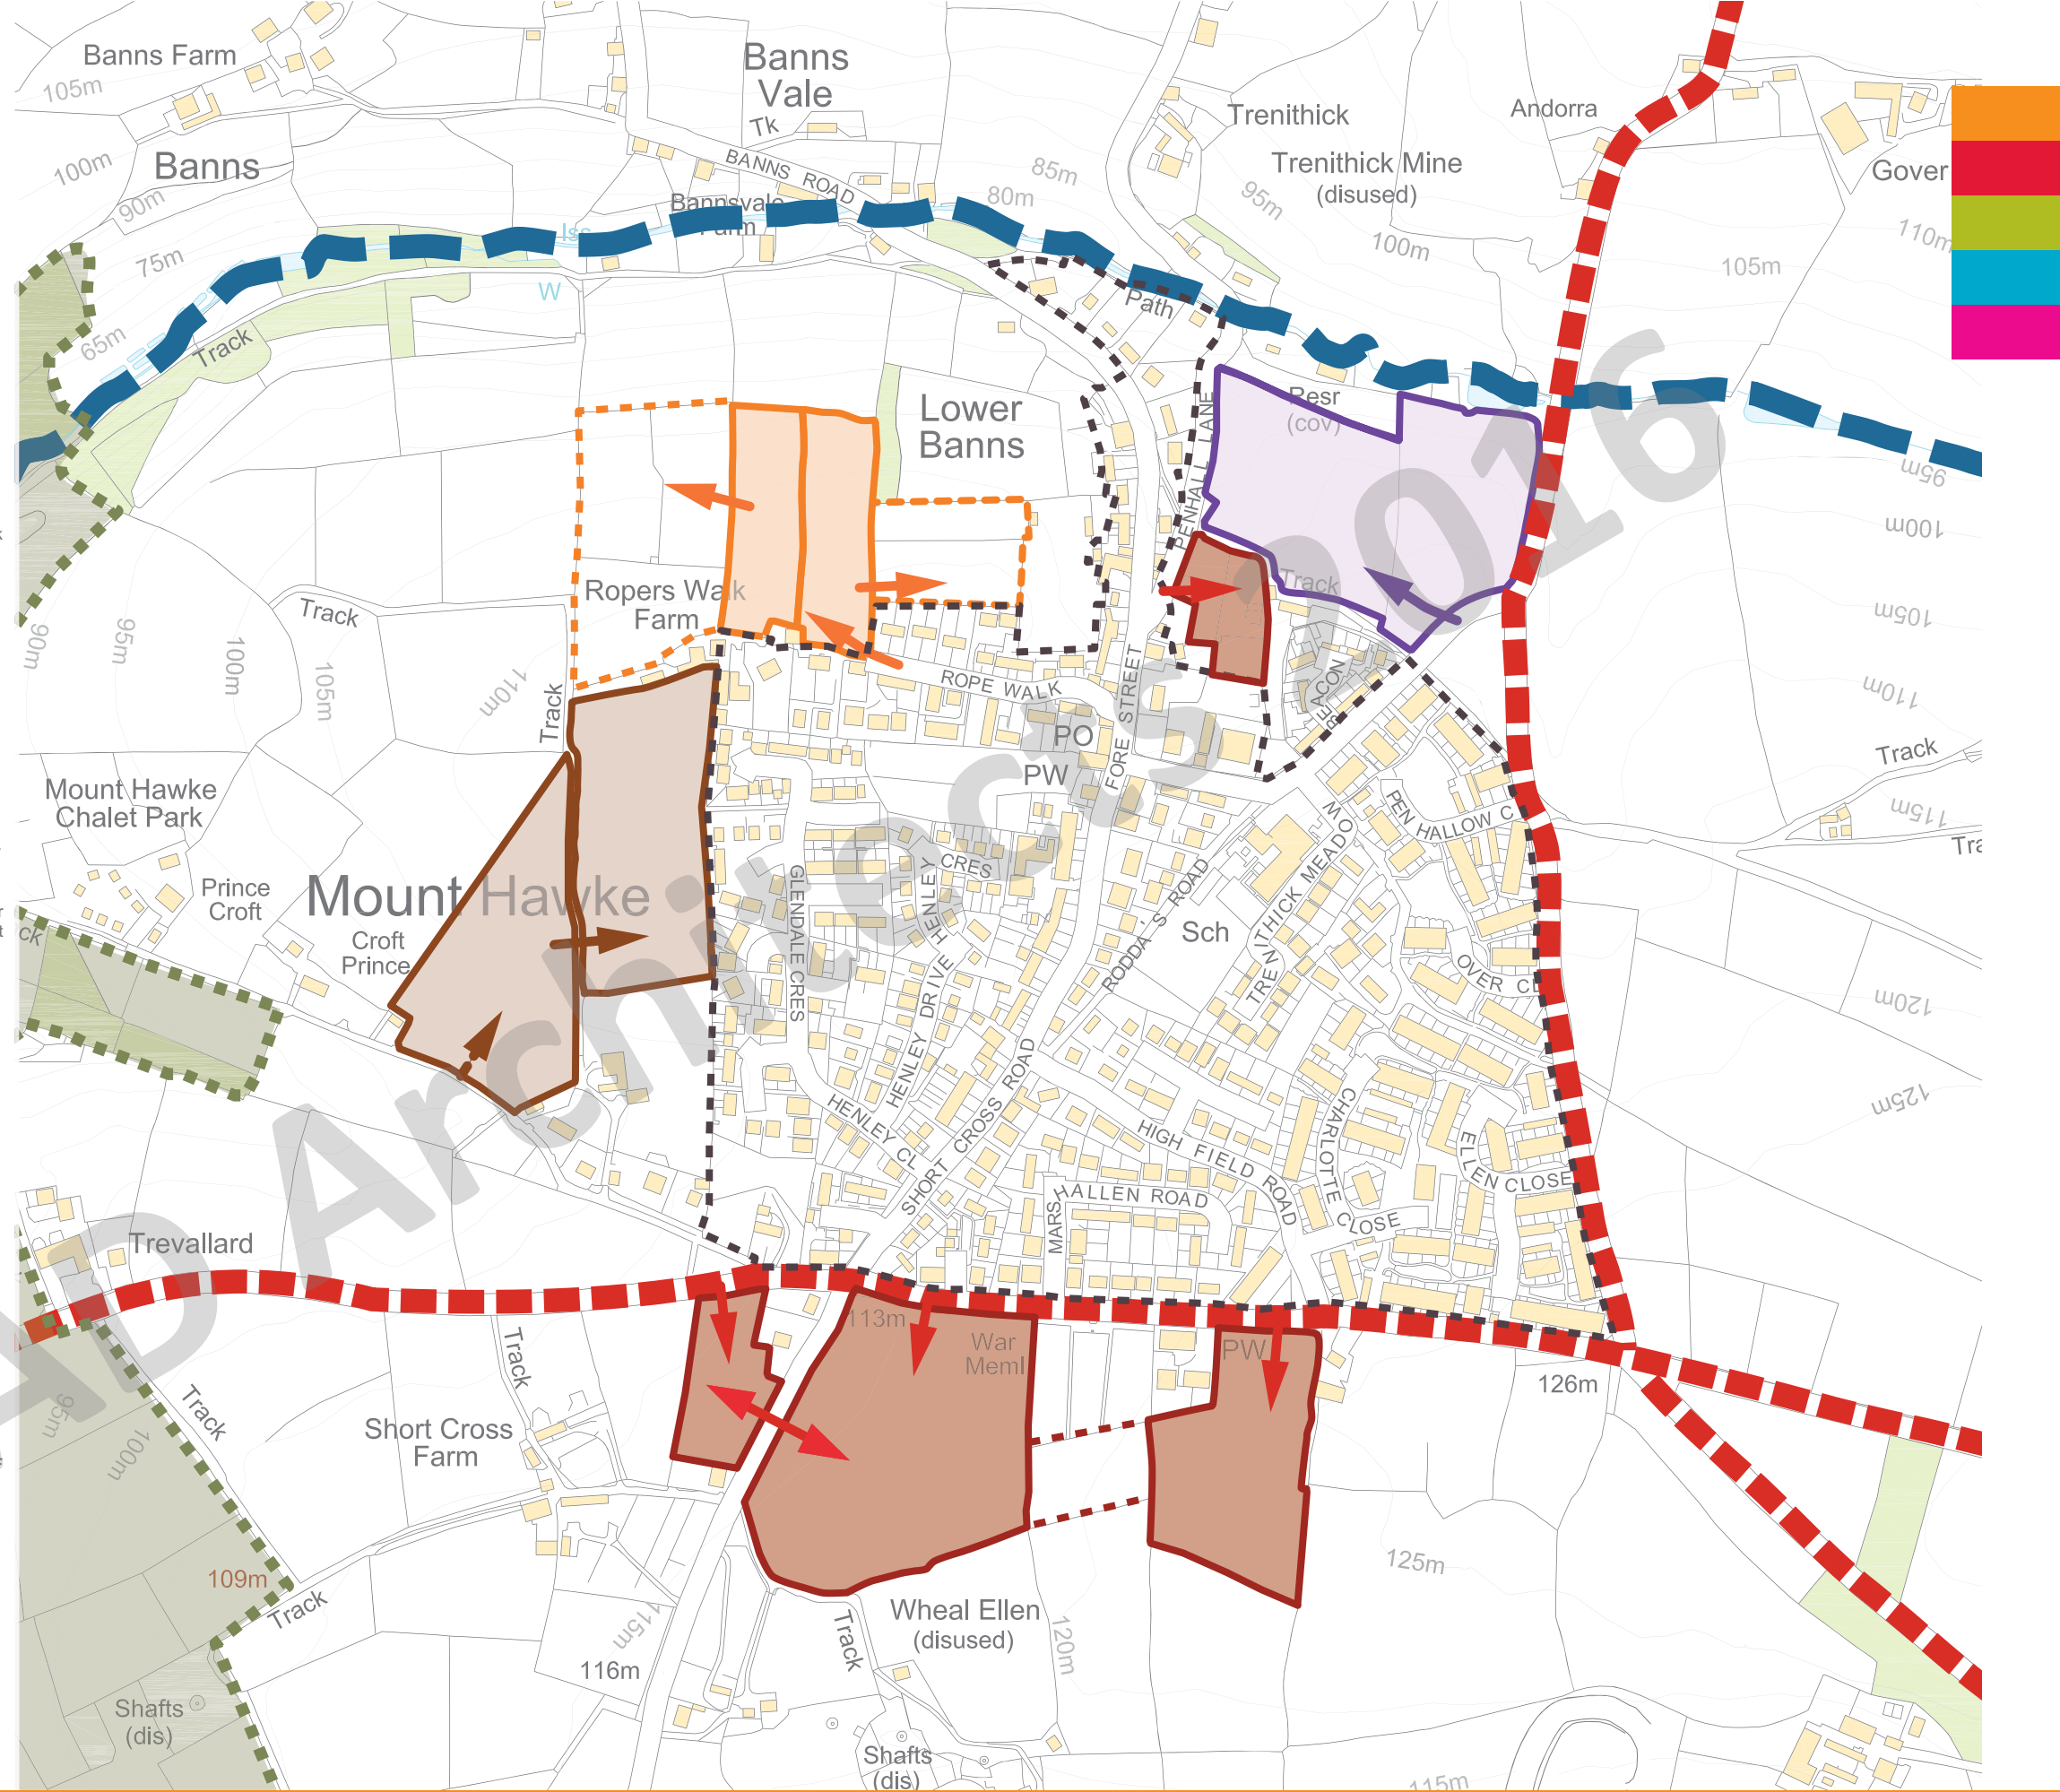 Banns Farm
105m
Banns
Vale
Tk
BANNS ROAD
Trenithick
Andorra
Trenithick Mine
(disused)
Gover
100m
Banns
90m
85m
80m
95m
Bannsvale
Farm
Iss
100m
110m
105m
75m
W
Path
65m
Track
Resr
(cov)
PENHALL LANE
Lower
Banns
95m
100m
Ropers Walk
Farm
Track
Track
105m
90m
95m
100m
105m
110m
Track
ROPE WALK
FORE STREET
BEACON
110m
PO
PW
Track
115m
Mount Hawke
Chalet Park
PEN HALLOW C
Prince
Croft
Mount Hawke
Croft
Prince
GLENDALE CRES
HENLEY
CRES
HENLEY DRIVE
RODDA'S ROAD
Sch
TRENITHICK MEADOW
OVER CL
120m
125m
ck
HENLEY CL
SHORT CROSS ROAD
HIGH FIELD ROAD
CHARLOTTE CLOSE
ELLEN CLOSE
HALLEN ROAD
MARS
Trevallard
113m
War
Meml
PW
126m
Track
Track
95m
100m
Short Cross
Farm
109m
Track
125m
Wheal Ellen
(disused)
Track
115m
120m
116m
Shafts
(dis)
Shafts
(dis)
115m
AD Architects 2016